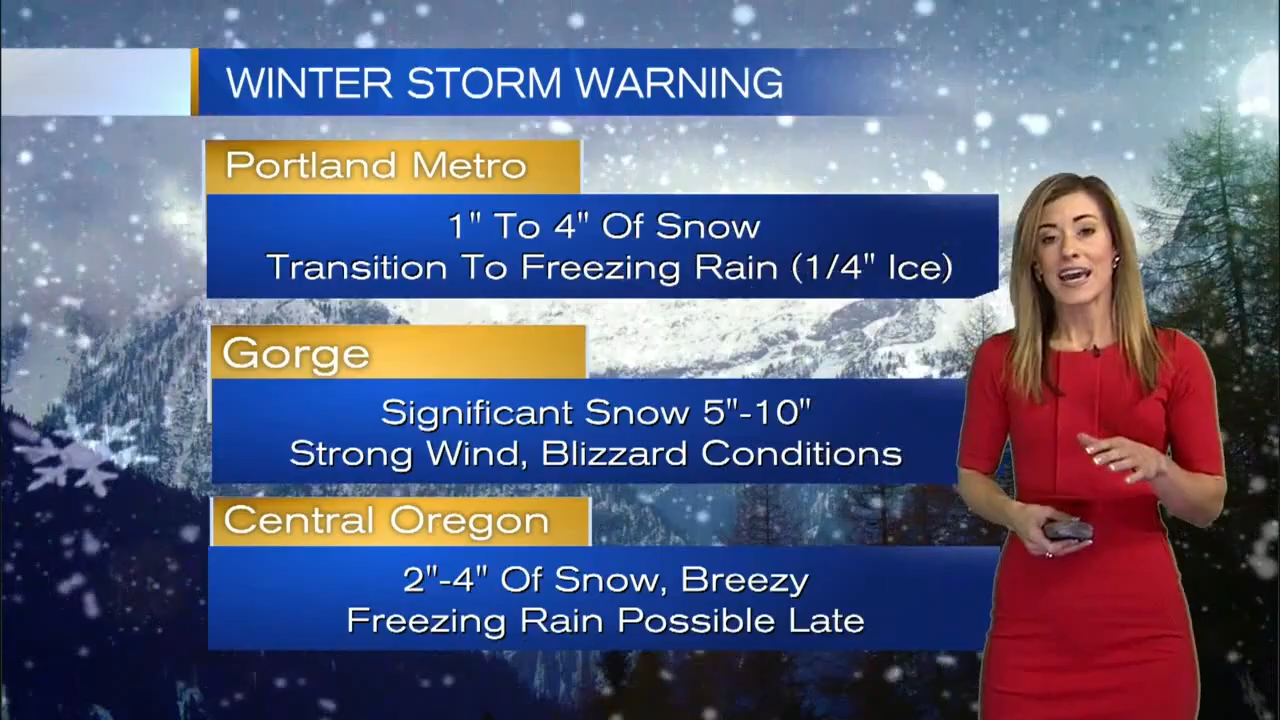 WINTER STORM WARNING
Portland Metro
1" To 4" Of Snow
Transition To Freezing Rain (1/4" Ice)
Gorge
Significant Snow 5"-10"
Strong Wind, Blizzard Conditions
Central Oregon
2"-4" Of Snow, Breezy
Freezing Rain Possible Late